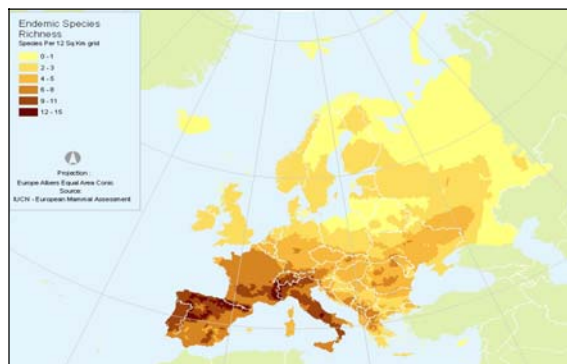 Endemic Species
Richness
Species Per 12 Sq Km grid
0 - 1
2 - 3
4 - 5
6 - 8
9 - 11
12 - 15
Projection :
Europe Albers Equal Area Conic
Source:
IUCN - European Mammal Assessment